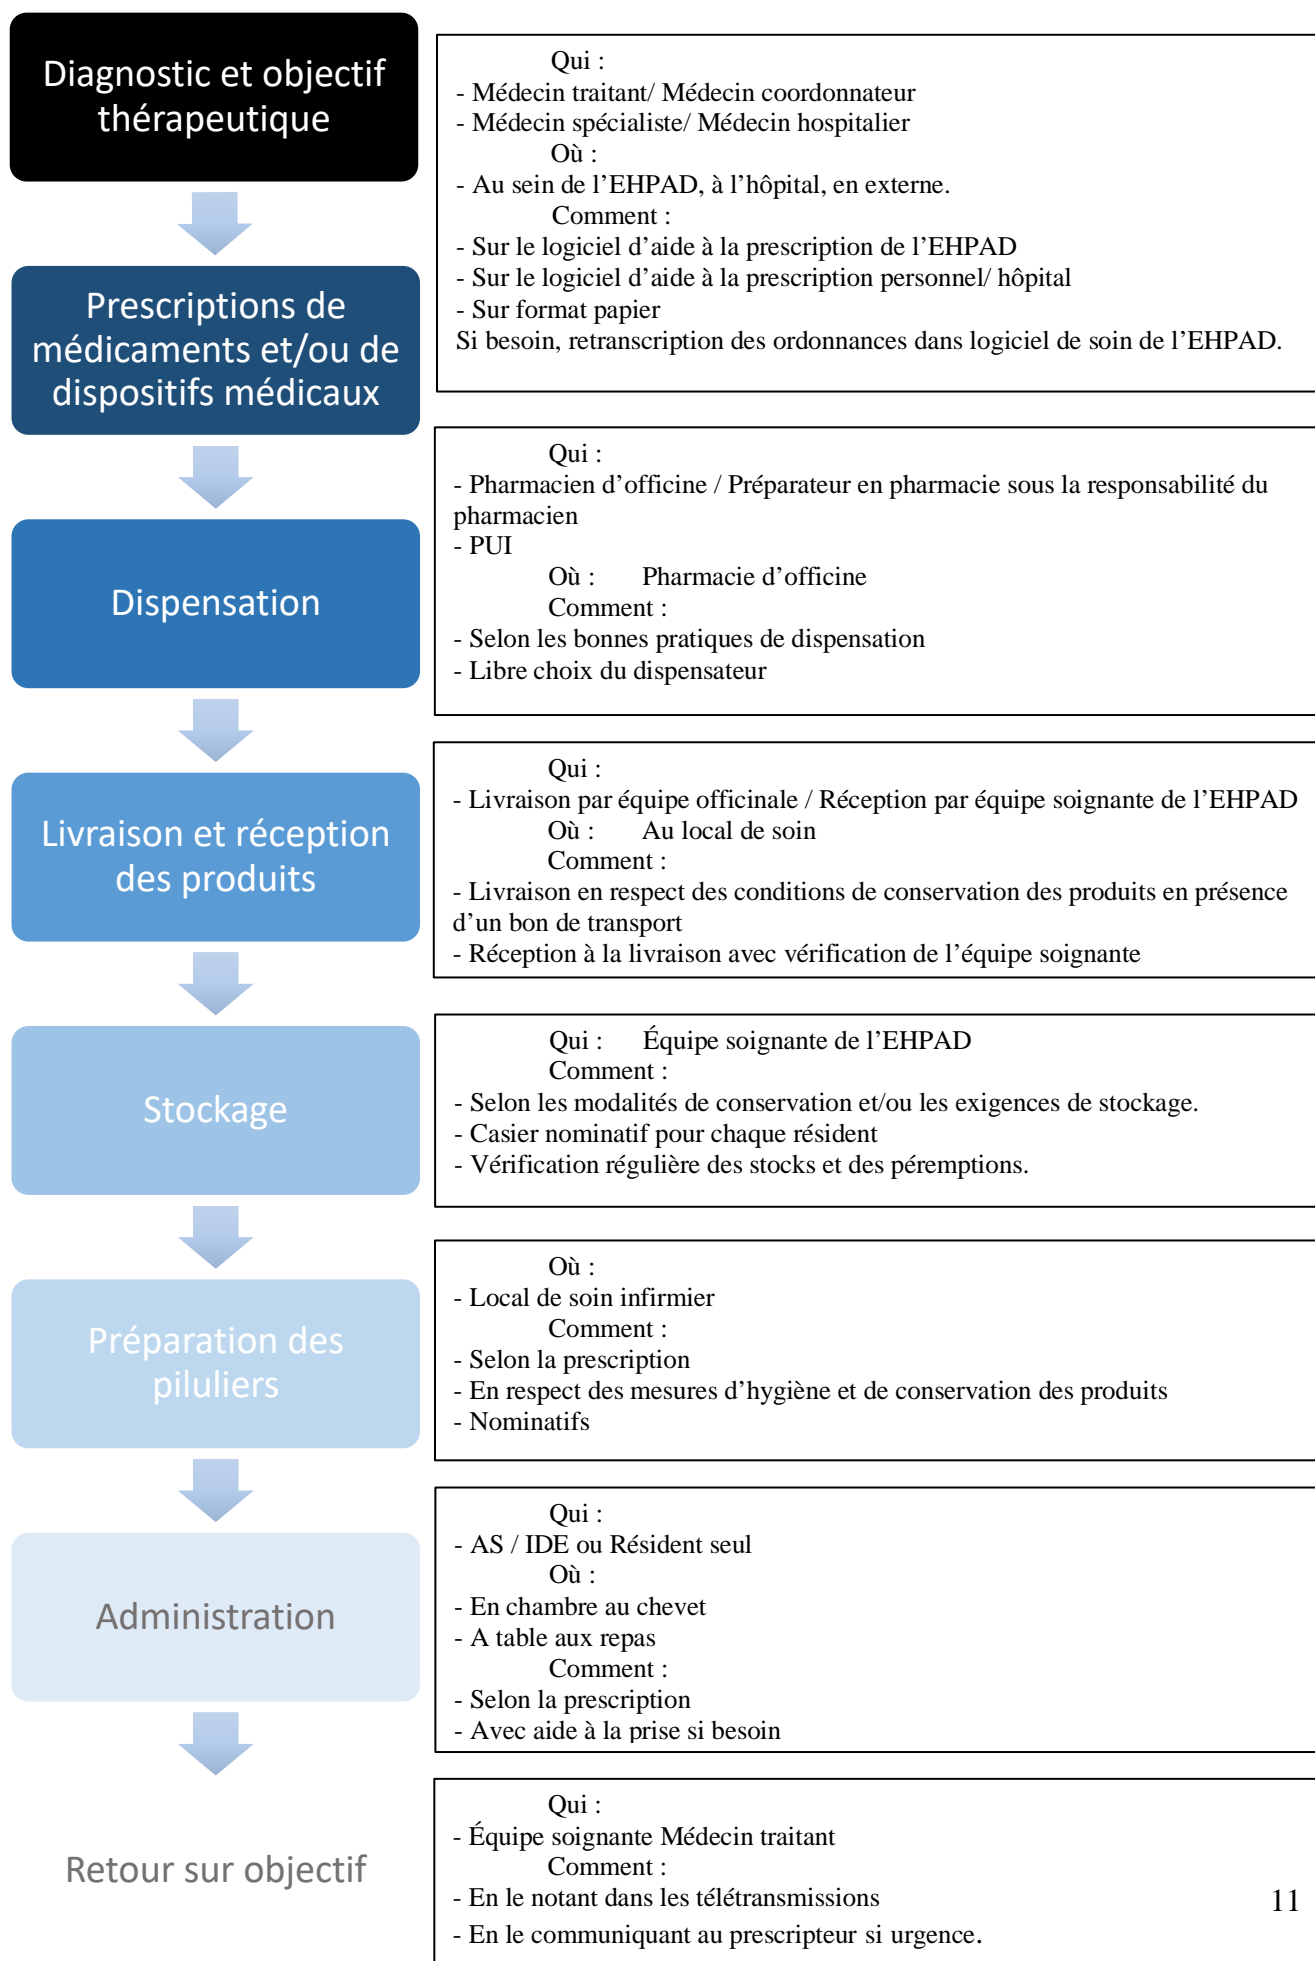 Diagnostic et objectif
thérapeutique
Qui :
- Médecin traitant/ Médecin coordonnateur
- Médecin spécialiste/ Médecin hospitalier
Où :
- Au sein de l’EHPAD, à l’hôpital, en externe.
Comment :
- Sur le logiciel d’aide à la prescription de l’EHPAD
- Sur le logiciel d’aide à la prescription personnel/ hôpital
- Sur format papier
Si besoin, retranscription des ordonnances dans logiciel de soin de l’EHPAD.
Prescriptions de
médicaments et/ou de
dispositifs médicaux
Dispensation
Qui :
- Pharmacien d’officine / Préparateur en pharmacie sous la responsabilité du
pharmacien
- PUI
Où : Pharmacie d’officine
Comment :
- Selon les bonnes pratiques de dispensation
- Libre choix du dispensateur
Livraison et réception
des produits
Qui :
- Livraison par équipe officinale / Réception par équipe soignante de l’EHPAD
Où : Au local de soin
Comment :
- Livraison en respect des conditions de conservation des produits en présence
d’un bon de transport
- Réception à la livraison avec vérification de l’équipe soignante
Stockage
Qui : Équipe soignante de l’EHPAD
Comment :
- Selon les modalités de conservation et/ou les exigences de stockage.
- Casier nominatif pour chaque résident
- Vérification régulière des stocks et des péremptions.
Préparation des
piluliers
Où :
- Local de soin infirmier
Comment :
- Selon la prescription
- En respect des mesures d’hygiène et de conservation des produits
- Nominatifs
Administration
Qui :
- AS / IDE ou Résident seul
Où :
- En chambre au chevet
- A table aux repas
Comment :
- Selon la prescription
- Avec aide à la prise si besoin
Retour sur objectif
Qui :
- Équipe soignante Médecin traitant
Comment :
- En le notant dans les télétransmissions
- En le communiquant au prescripteur si urgence.
11